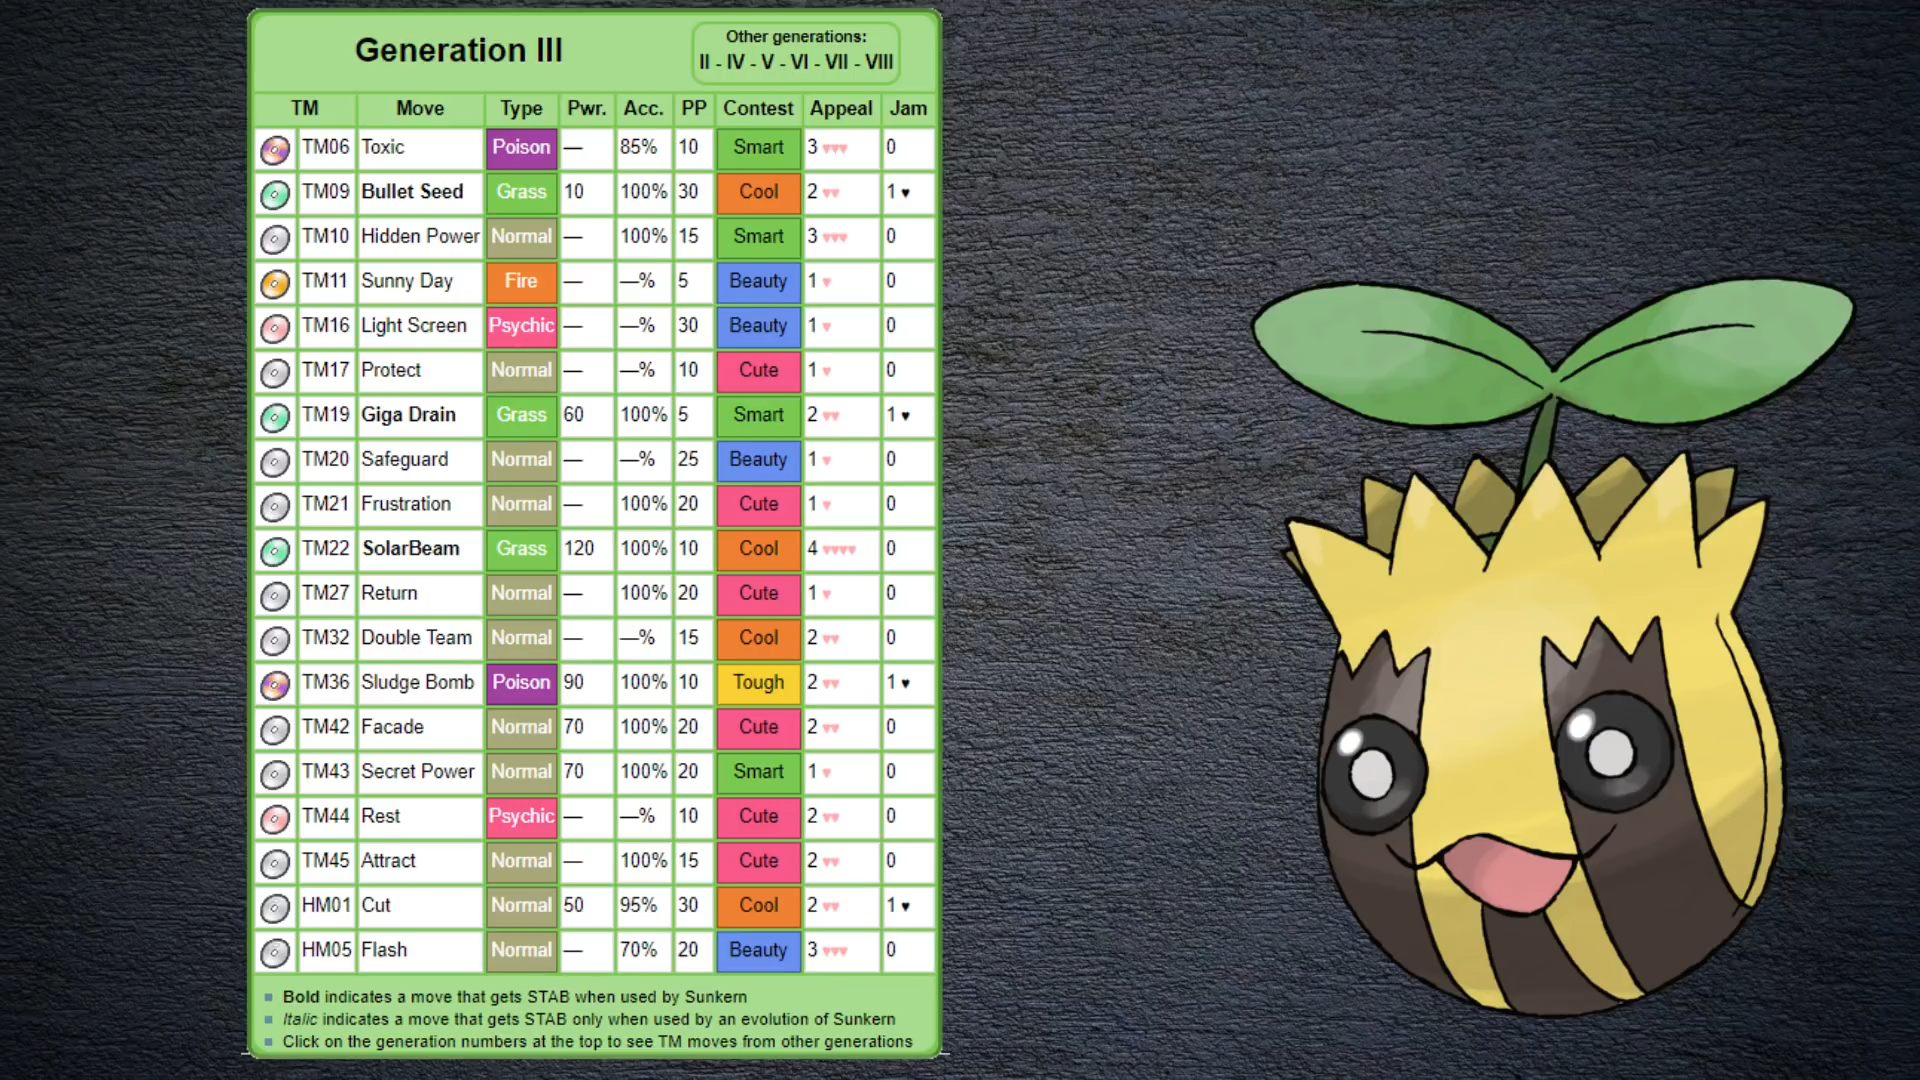 Generation III
Other generations:
II - IV - V - VI - VII - VIII
TM Move Type Pwr. Acc. PP Contest Appeal Jam
TM06 Toxic Poison — 85% 10 Smart 3 ♥♥♥ 0
TM09 Bullet Seed Grass 10 100% 30 Cool 2 ♥♥ 1 ♥
TM10 Hidden Power Normal — 100% 15 Smart 3 ♥♥♥ 0
TM11 Sunny Day Fire — —% 5 Beauty 1 ♥ 0
TM16 Light Screen Psychic — —% 30 Beauty 1 ♥ 0
TM17 Protect Normal — —% 10 Cute 1 ♥ 0
TM19 Giga Drain Grass 60 100% 5 Smart 2 ♥♥ 1 ♥
TM20 Safeguard Normal — —% 25 Beauty 1 ♥ 0
TM21 Frustration Normal — 100% 20 Cute 1 ♥ 0
TM22 SolarBeam Grass 120 100% 10 Cool 4 ♥♥♥♥ 0
TM27 Return Normal — 100% 20 Cute 1 ♥ 0
TM32 Double Team Normal — —% 15 Cool 2 ♥♥ 0
TM36 Sludge Bomb Poison 90 100% 10 Tough 2 ♥♥ 1 ♥
TM42 Facade Normal 70 100% 20 Cute 2 ♥♥ 0
TM43 Secret Power Normal 70 100% 20 Smart 1 ♥ 0
TM44 Rest Psychic — —% 10 Cute 2 ♥♥ 0
TM45 Attract Normal — 100% 15 Cute 2 ♥♥ 0
HM01 Cut Normal 50 95% 30 Cool 2 ♥♥ 1 ♥
HM05 Flash Normal — 70% 20 Beauty 3 ♥♥♥ 0
Bold indicates a move that gets STAB when used by Sunkern
Italic indicates a move that gets STAB only when used by an evolution of Sunkern
Click on the generation numbers at the top to see TM moves from other generations